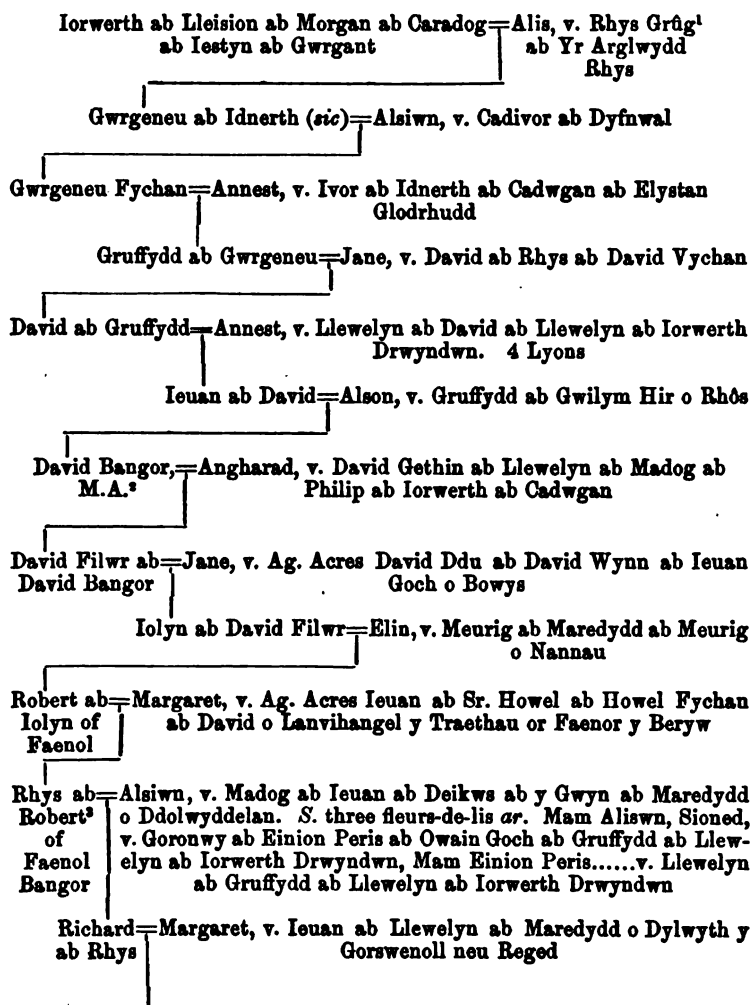 Iorwerth ab Lleision ab Morgan ab Caradog=Alis, v. Rhys Grûg¹
ab Iestyn ab Gwrgant ab Yr Arglwydd
Rhys
Gwrgeneu ab Idnerth (sic)=Alsiwn, v. Cadivor ab Dyfnwal
Gwrgeneu Fychan=Annest, v. Ivor ab Idnerth ab Cadwgan ab Elystan
Glodrhudd
Gruffydd ab Gwrgeneu=Jane, v. David ab Rhys ab David Vychan
David ab Gruffydd=Annest, v. Llewelyn ab David ab Llewelyn ab Iorwerth
Drwyndwn. 4 Lyons
Ieuan ab David=Alson, v. Gruffydd ab Gwilym Hir o Rhôs
David Bangor,=Angharad, v. David Gethin ab Llewelyn ab Madog ab
M.A.² Philip ab Iorwerth ab Cadwgan
David Filwr ab=Jane, v. Ag. Acres David Ddu ab David Wynn ab Ieuan
David Bangor Goch o Bowys
Iolyn ab David Filwr=Elin, v. Meurig ab Maredydd ab Meurig
o Nannau
Robert ab=Margaret, v. Ag. Acres Ieuan ab Sr. Howel ab Howel Fychan
Iolyn of ab David o Lanvihangel y Traethau or Faenor y Beryw
Faenol
Rhys ab=Alsiwn, v. Madog ab Ieuan ab Deikws ab y Gwyn ab Maredydd
Robert³ o Ddolwyddelan. S. three fleurs-de-lis ar. Mam Aliswn, Sioned,
of v. Goronwy ab Einion Peris ab Owain Goch ab Gruffydd ab Llew-
Faenol elyn ab Iorwerth Drwyndwn, Mam Einion Peris......v. Llewelyn
Bangor ab Gruffydd ab Llewelyn ab Iorwerth Drwyndwn
Richard=Margaret, v. Ieuan ab Llewelyn ab Maredydd o Dylwyth y
ab Rhys Gorswenoll neu Reged